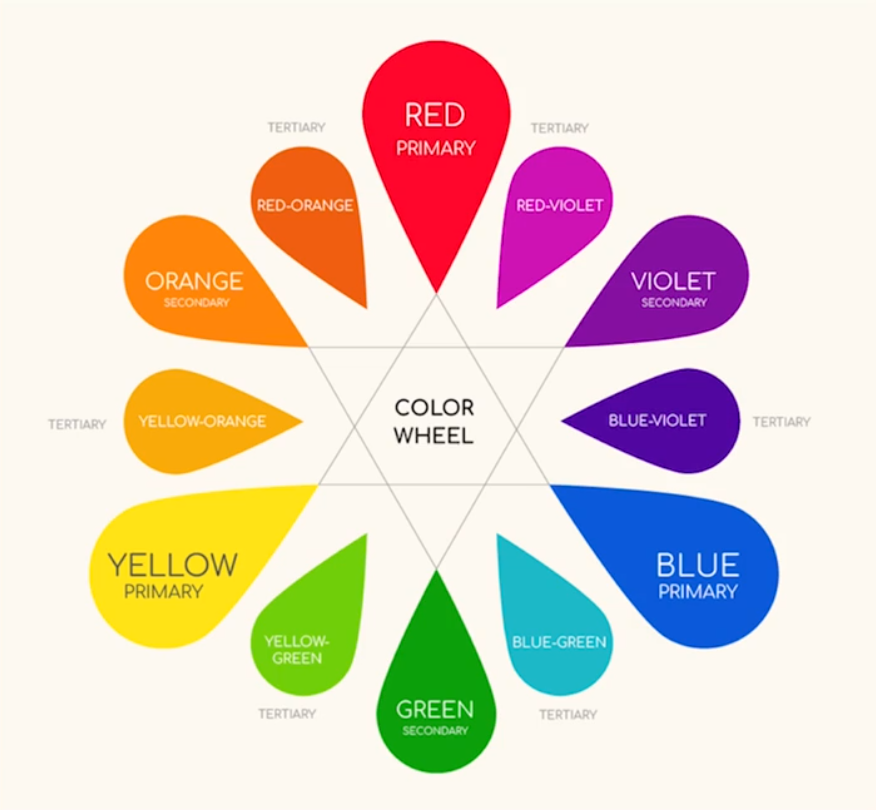 RED
PRIMARY
TERTIARY
TERTIARY
RED-ORANGE
RED-VIOLET
ORANGE
SECONDARY
VIOLET
SECONDARY
COLOR
WHEEL
TERTIARY
YELLOW-ORANGE
BLUE-VIOLET
TERTIARY
YELLOW
PRIMARY
BLUE
PRIMARY
YELLOW-
GREEN
BLUE-GREEN
TERTIARY
GREEN
SECONDARY
TERTIARY